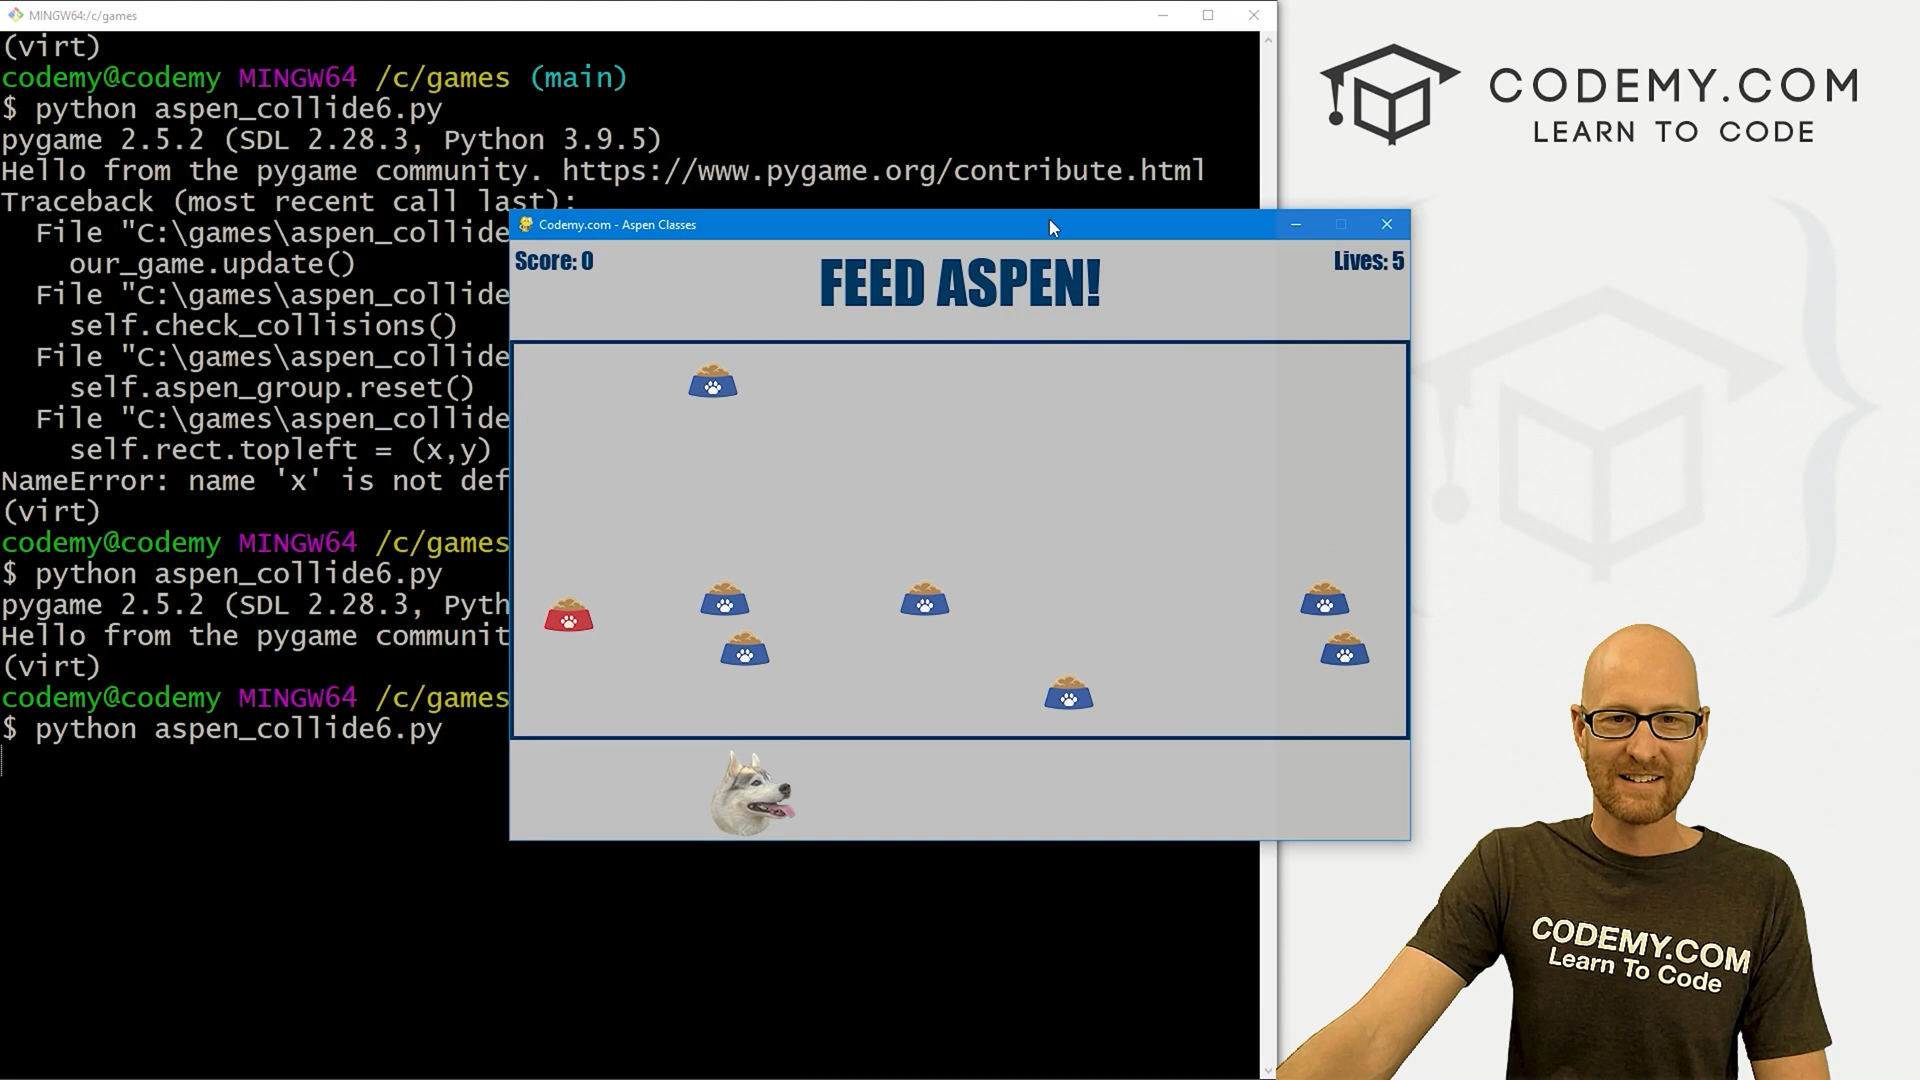 MINGW64:/c/games
(virt)
codemy@codemy MINGW64 /c/games (main)
$ python aspen_collide6.py
pygame 2.5.2 (SDL 2.28.3, Python 3.9.5)
Hello from the pygame community. https://www.pygame.org/contribute.html
Traceback (most recent call last):
File "C:\games\aspen_collide
our_game.update()
File "C:\games\aspen_collide
self.check_collisions()
File "C:\games\aspen_collide
self.aspen_group.reset()
File "C:\games\aspen_collide
self.rect.topleft = (x,y)
NameError: name 'x' is not def
(virt)
codemy@codemy MINGW64 /c/games
$ python aspen_collide6.py
pygame 2.5.2 (SDL 2.28.3, Pyth
Hello from the pygame communit
(virt)
codemy@codemy MINGW64 /c/games
$ python aspen_collide6.py
Codemy.com - Aspen Classes
Score: 0
FEED ASPEN!
Lives: 5
CODEMY.COM
LEARN TO CODE
CODEMY.COM
Learn To Code